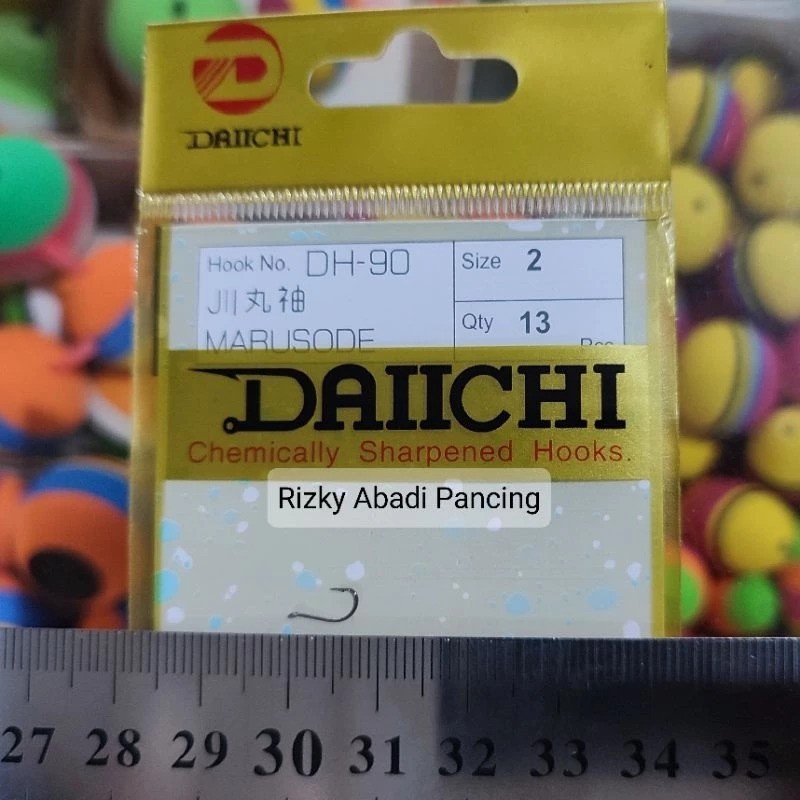 DAIICHI
Hook No. DH-90
Size 2
川丸袖
MARUSODE
Qty 13
Pcs
DAIICHI
Chemically Sharpened Hooks.
Rizky Abadi Pancing
27 28 29 30 31 32 33 34 35